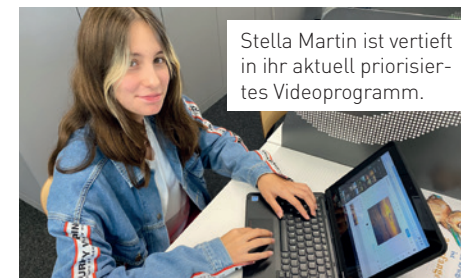 Stella Martin ist vertieft
in ihr aktuell priorisier-
tes Videoprogramm.